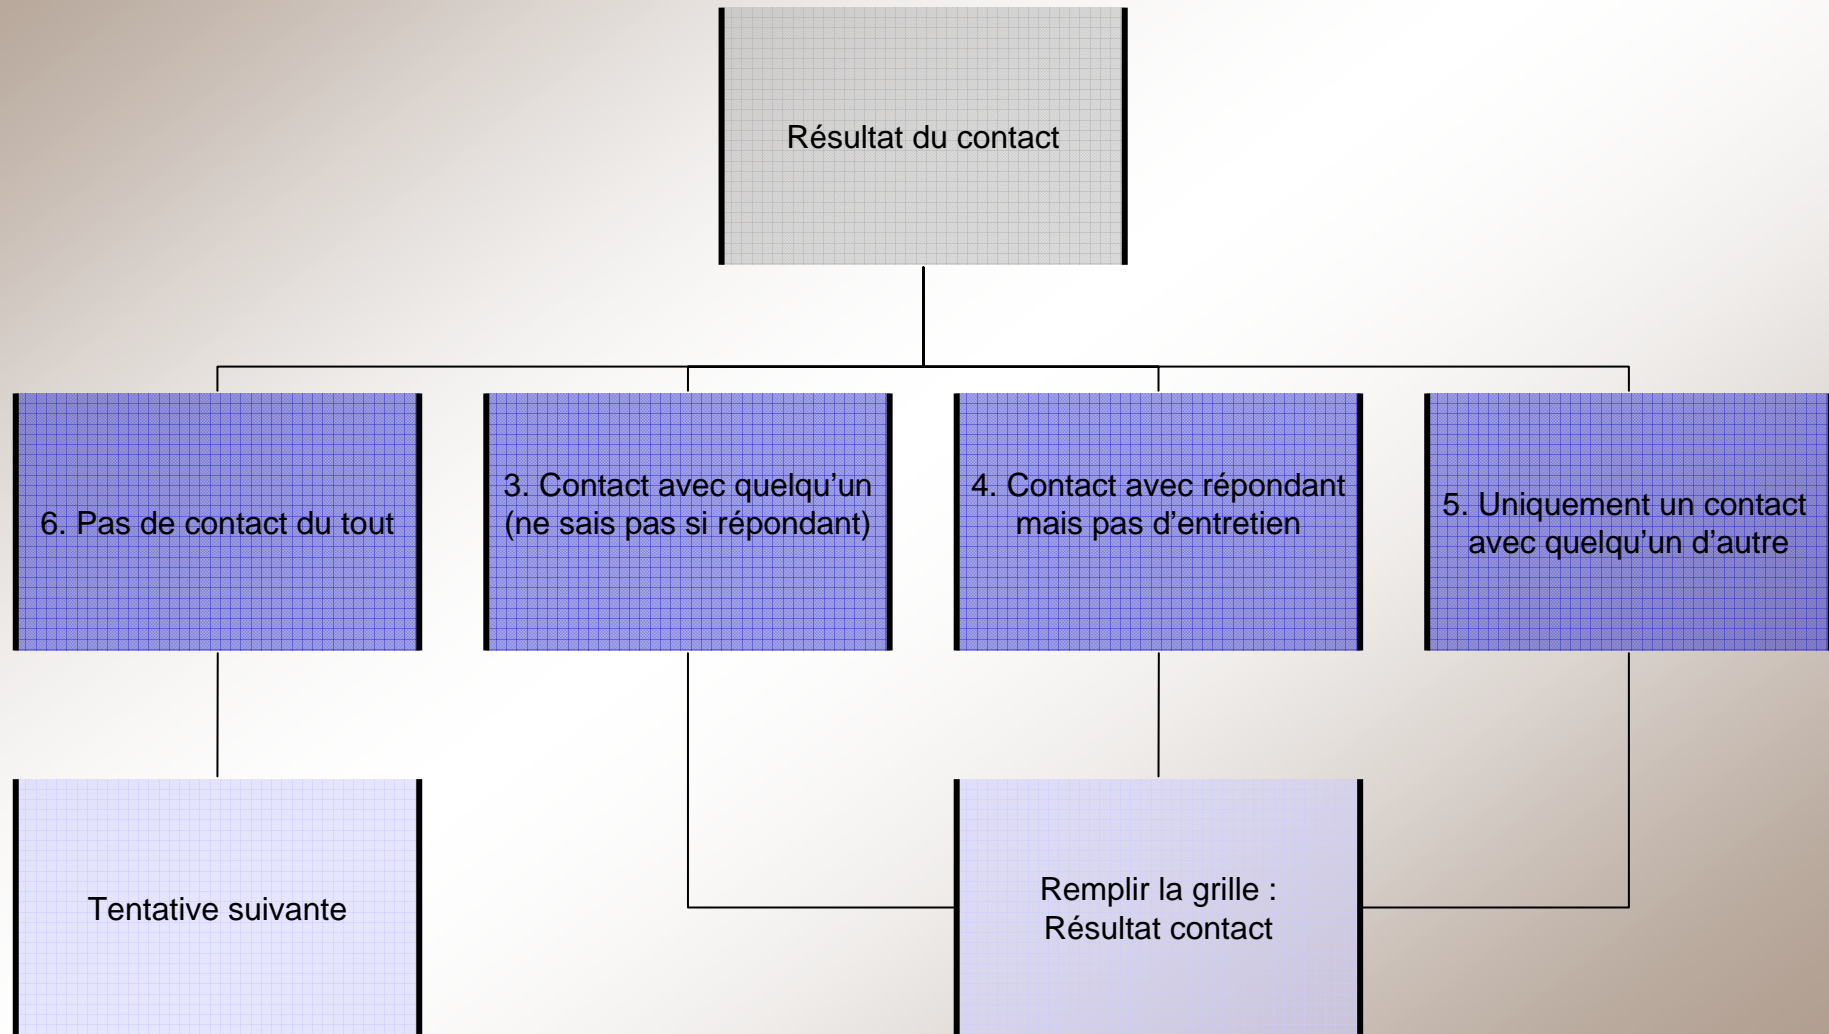 Résultat du contact
6. Pas de contact du tout
3. Contact avec quelqu'un
(ne sais pas si répondant)
4. Contact avec répondant
mais pas d’entretien
5. Uniquement un contact
avec quelqu’un d’autre
Tentative suivante
Remplir la grille :
Résultat contact